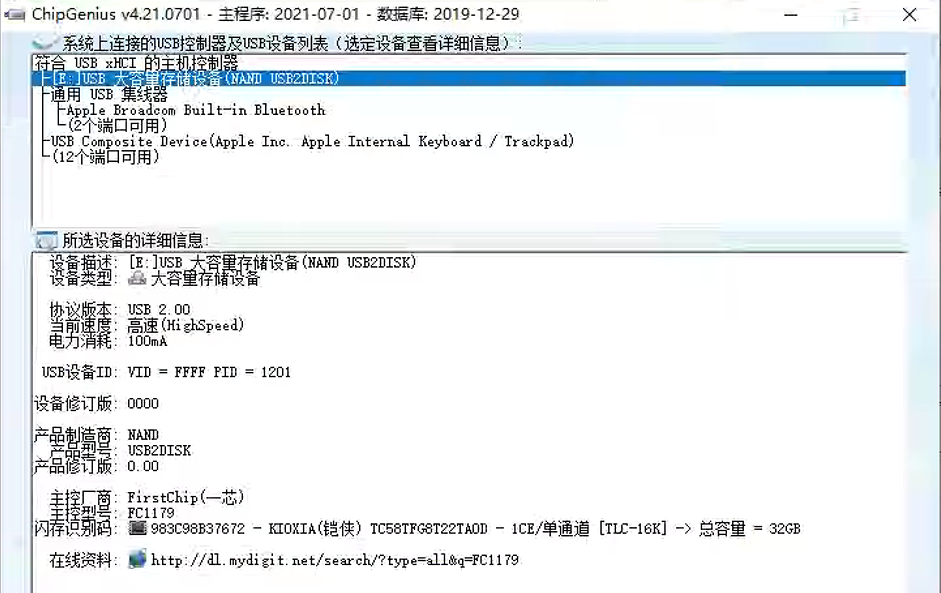 ChipGenius v4.21.0701 - 主程序: 2021-07-01 - 数据库: 2019-12-29
系统上连接的USB控制器及USB设备列表（选定设备查看详细信息）:
符合 USB xHCI 的主机控制器
[E:]USB 大容量存储设备(NAND USB2DISK)
通用 USB 集线器
Apple Broadcom Built-in Bluetooth
(2个端口可用)
USB Composite Device(Apple Inc. Apple Internal Keyboard / Trackpad)
(12个端口可用)
所选设备的详细信息:
设备描述: [E:]USB 大容量存储设备(NAND USB2DISK)
设备类型: 大容量存储设备
协议版本: USB 2.00
当前速度: 高速(HighSpeed)
电力消耗: 100mA
USB设备ID: VID = FFFF PID = 1201
设备修订版: 0000
产品制造商: NAND
产品型号: USB2DISK
产品修订版: 0.00
主控厂商: FirstChip(一芯)
主控型号: FC1179
闪存识别码: 983C98B37672 - KIOXIA(铠侠) TC58TFG8T22TA0D - 1CE/单通道 [TLC-16K] -> 总容量 = 32GB
在线资料: http://dl.mydigit.net/search/?type=all&q=FC1179